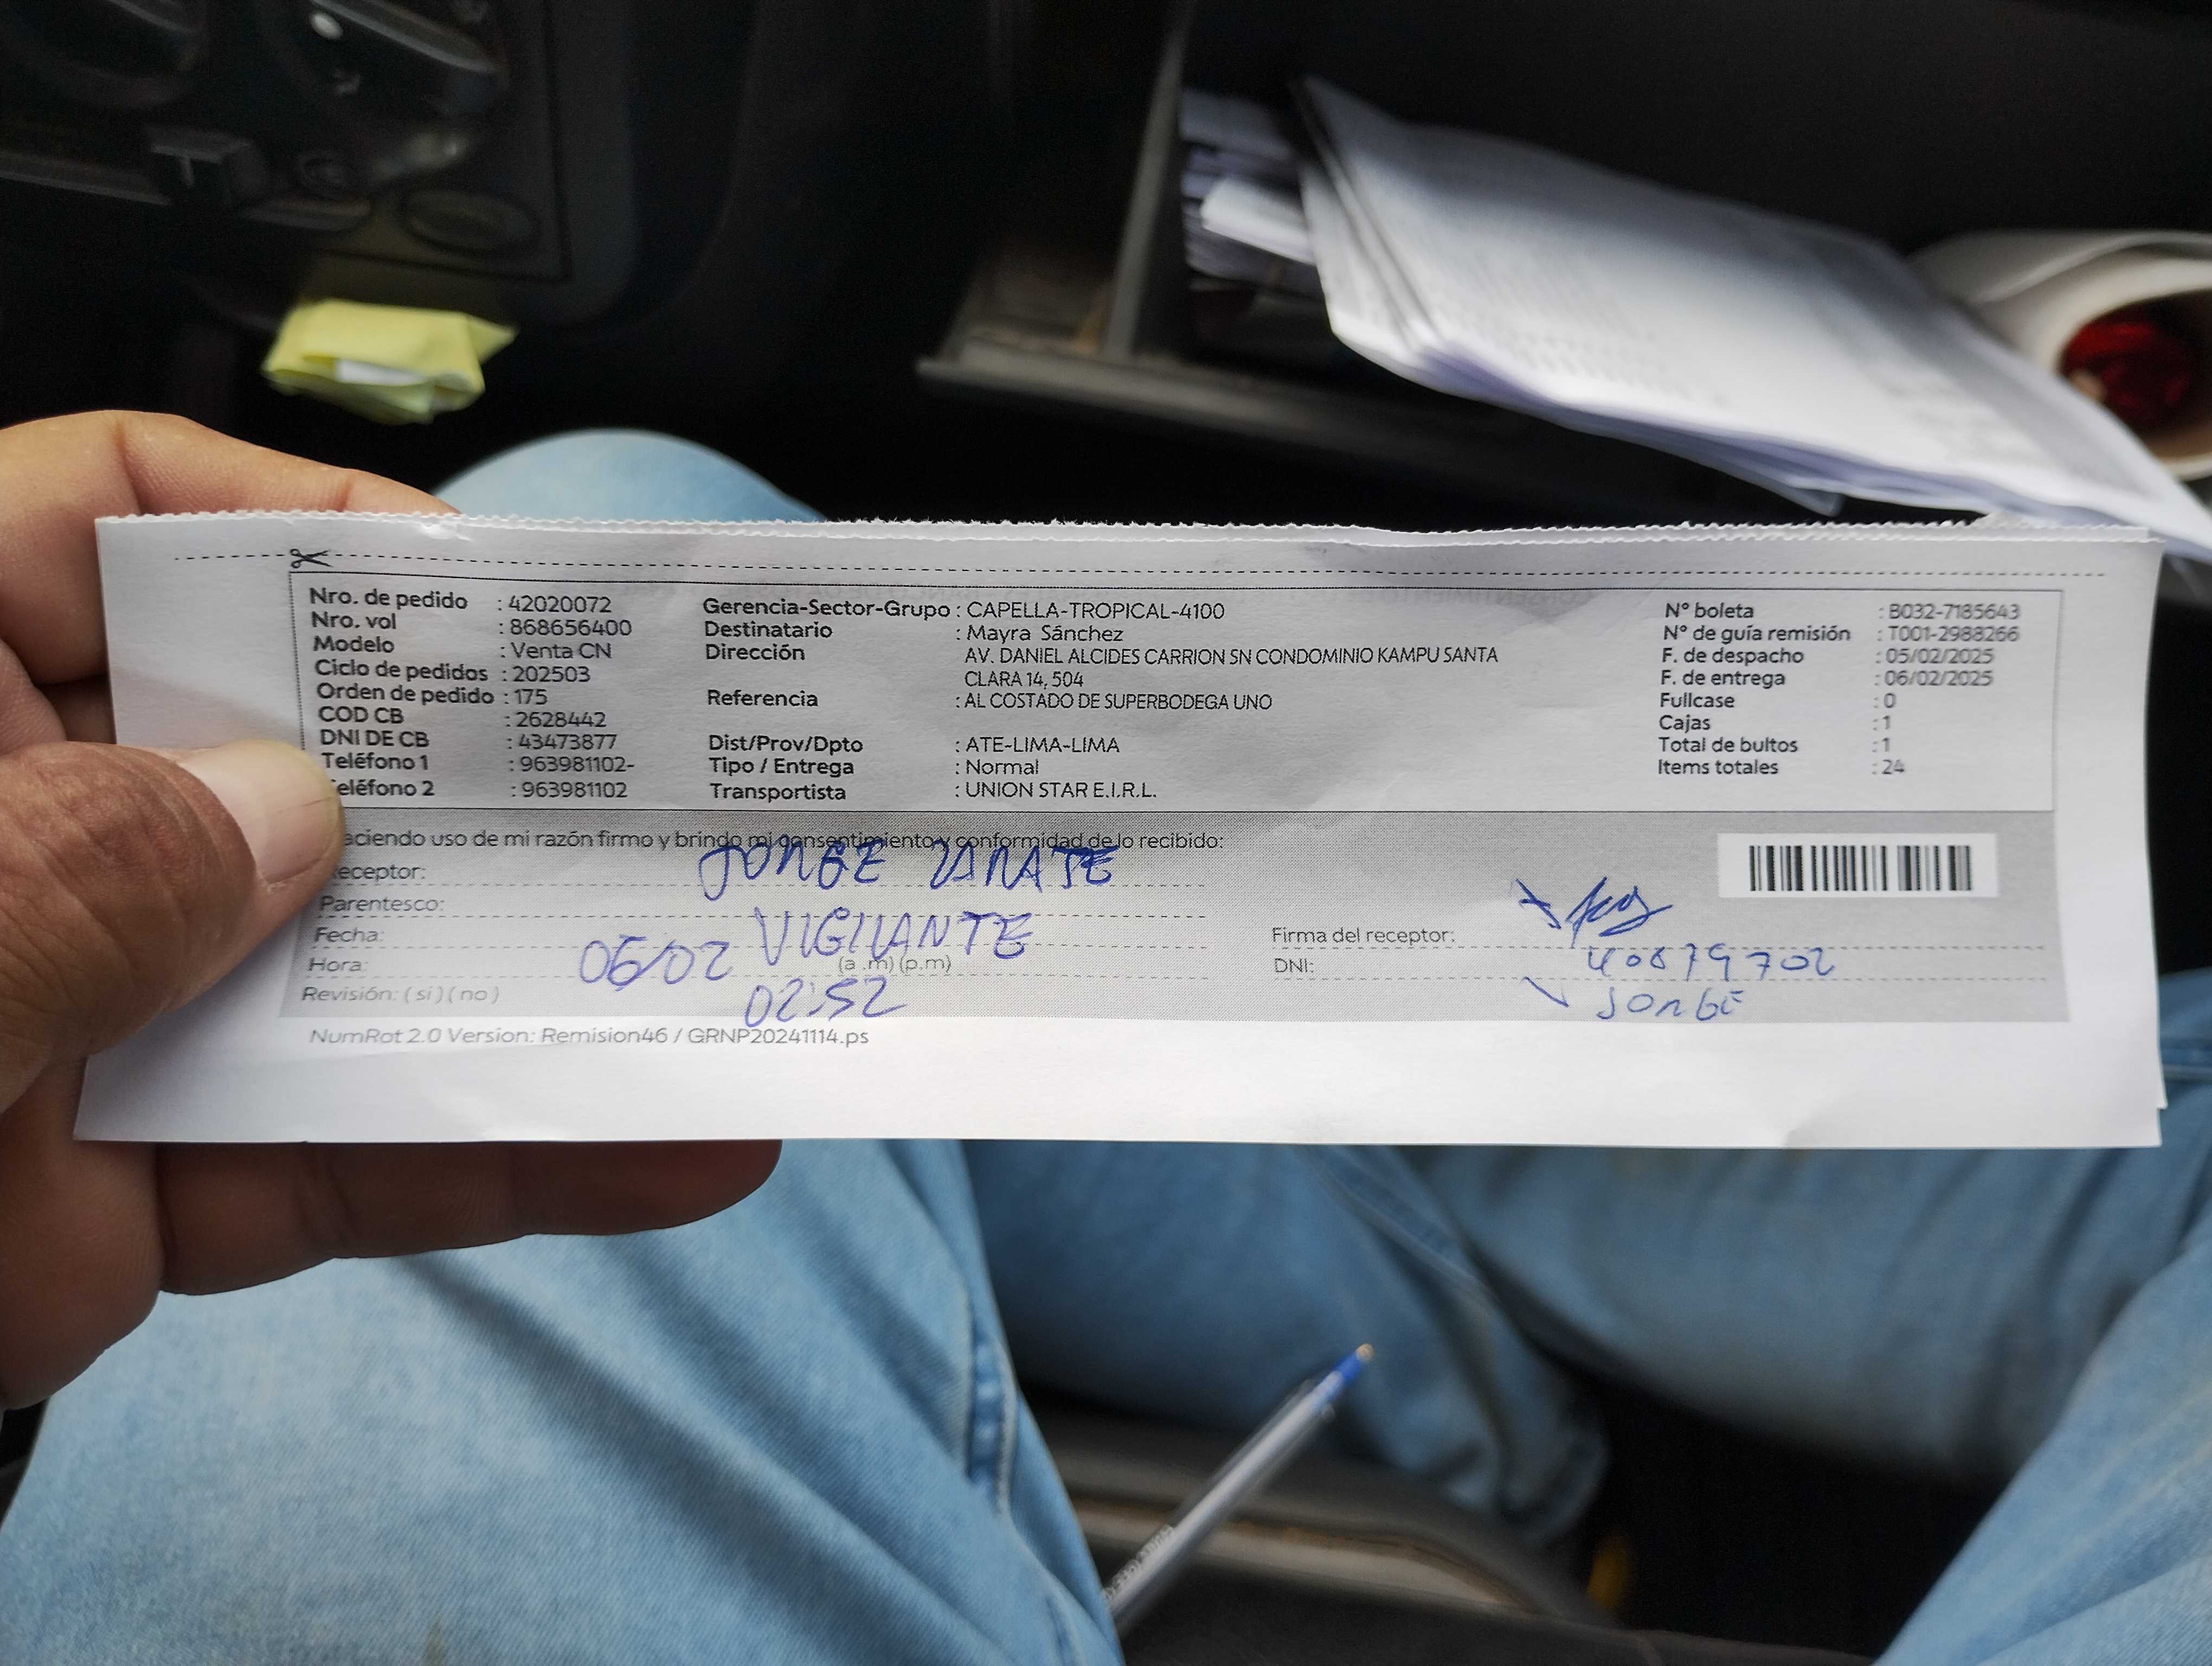 Nro. de pedido : 42020072
Nro. vol : 868656400
Modelo : Venta CN
Ciclo de pedidos : 202503
Orden de pedido : 175
COD CB : 2628442
DNI DE CB : 43473877
Teléfono 1 : 963981102-
eléfono 2 : 963981102
Gerencia-Sector-Grupo : CAPELLA-TROPICAL-4100
Destinatario : Mayra Sánchez
Dirección AV. DANIEL ALCIDES CARRION SN CONDOMINIO KAMPU SANTA
CLARA 14, 504
Referencia : AL COSTADO DE SUPERBODEGA UNO
Dist/Prov/Dpto : ATE-LIMA-LIMA
Tipo / Entrega : Normal
Transportista : UNION STAR E.I.R.L.
N° boleta : B032-7185643
N° de guía remisión : T001-2988266
F. de despacho : 05/02/2025
F. de entrega : 06/02/2025
Fullcase : 0
Cajas : 1
Total de bultos : 1
Items totales : 24
aciendo uso de mi razón firmo y brindo mi consentimiento y conformidad de lo recibido:
eceptor: JORGE ZARATE
Parentesco: VIGILANTE
Fecha: 06/02
Hora: (a .m) (p.m)
02:52
Revisión: ( si ) ( no )
Firma del receptor:
DNI: 40879702
JORGE
NumRot 2.0 Version: Remision46 / GRNP20241114.ps